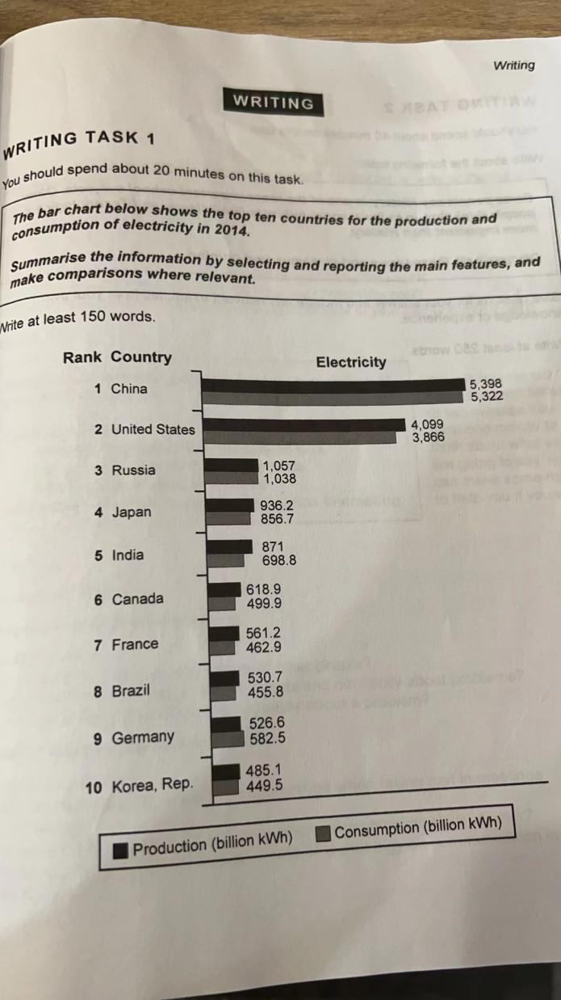 Writing
WRITING
WRITING TASK 1
You should spend about 20 minutes on this task.
The bar chart below shows the top ten countries for the production and
consumption of electricity in 2014.
Summarise the information by selecting and reporting the main features, and
make comparisons where relevant.
Write at least 150 words.
Rank Country Electricity
1 China 5,398
5,322
2 United States 4,099
3,866
3 Russia 1,057
1,038
4 Japan 936.2
856.7
5 India 871
698.8
6 Canada 618.9
499.9
7 France 561.2
462.9
8 Brazil 530.7
455.8
9 Germany 526.6
582.5
10 Korea, Rep. 485.1
449.5
Production (billion kWh) Consumption (billion kWh)